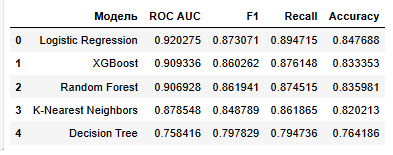 Модель ROC AUC F1 Recall Accuracy
0 Logistic Regression 0.920275 0.873071 0.894715 0.847688
1 XGBoost 0.909336 0.860262 0.876148 0.833353
2 Random Forest 0.906928 0.861941 0.874515 0.835981
3 K-Nearest Neighbors 0.878548 0.848789 0.861865 0.820213
4 Decision Tree 0.758416 0.797829 0.794736 0.764186